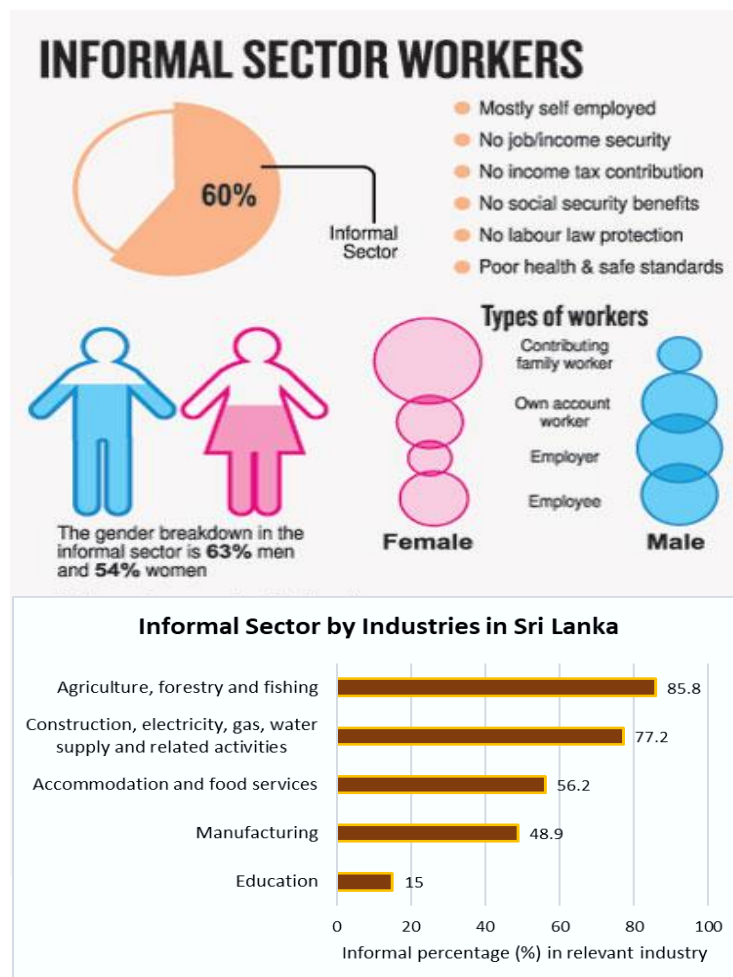 INFORMAL SECTOR WORKERS
60%
Informal
Sector
Mostly self employed
No job/income security
No income tax contribution
No social security benefits
No labour law protection
Poor health & safe standards
The gender breakdown in the
informal sector is 63% men
and 54% women
Types of workers
Contributing
family worker
Own account
worker
Employer
Employee
Female
Male
Informal Sector by Industries in Sri Lanka
Agriculture, forestry and fishing
85.8
Construction, electricity, gas, water
supply and related activities
77.2
Accommodation and food services
56.2
Manufacturing
48.9
Education
15
0 20 40 60 80 100
Informal percentage (%) in relevant industry